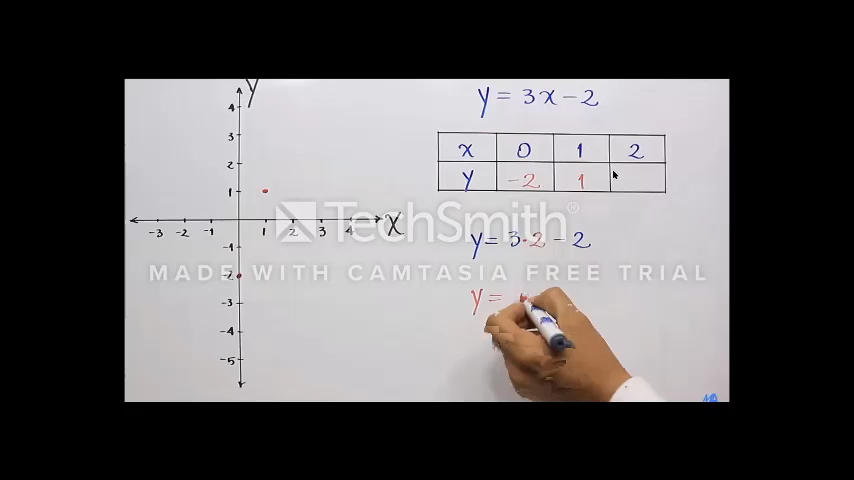 y
y = 3x - 2
4
3
x 0 1 2
2
y -2 1
1
TechSmith®
-3 -2 -1 1 2 3 4 X
y = 3·2 - 2
-1
MADE WITH CAMTASIA FREE TRIAL
-2
y =
-3
-4
-5